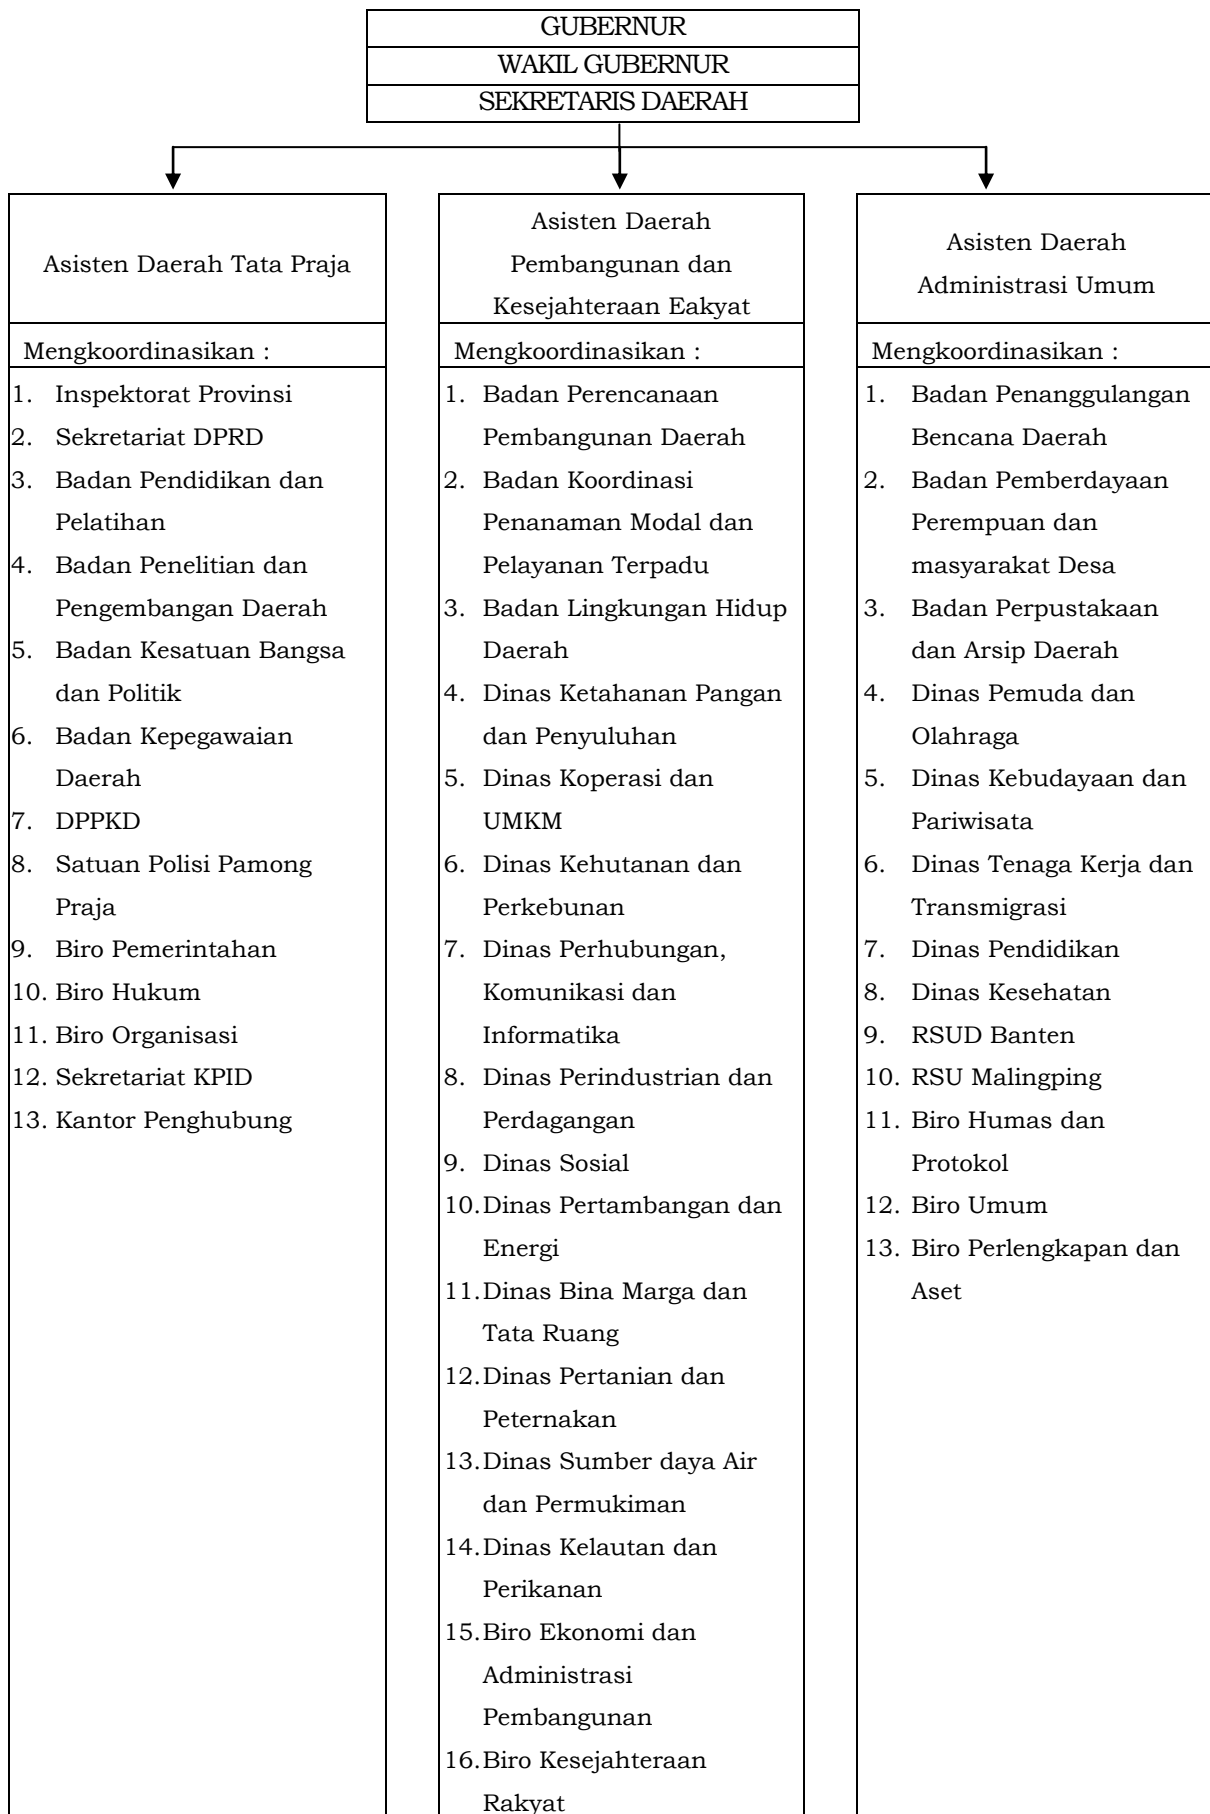 GUBERNUR
WAKIL GUBERNUR
SEKRETARIS DAERAH
Asisten Daerah Tata Praja
Mengkoordinasikan :
1. Inspektorat Provinsi
2. Sekretariat DPRD
3. Badan Pendidikan dan
Pelatihan
4. Badan Penelitian dan
Pengembangan Daerah
5. Badan Kesatuan Bangsa
dan Politik
6. Badan Kepegawaian
Daerah
7. DPPKD
8. Satuan Polisi Pamong
Praja
9. Biro Pemerintahan
10. Biro Hukum
11. Biro Organisasi
12. Sekretariat KPID
13. Kantor Penghubung
Asisten Daerah
Pembangunan dan
Kesejahteraan Eakyat
Mengkoordinasikan :
1. Badan Perencanaan
Pembangunan Daerah
2. Badan Koordinasi
Penanaman Modal dan
Pelayanan Terpadu
3. Badan Lingkungan Hidup
Daerah
4. Dinas Ketahanan Pangan
dan Penyuluhan
5. Dinas Koperasi dan
UMKM
6. Dinas Kehutanan dan
Perkebunan
7. Dinas Perhubungan,
Komunikasi dan
Informatika
8. Dinas Perindustrian dan
Perdagangan
9. Dinas Sosial
10.Dinas Pertambangan dan
Energi
11.Dinas Bina Marga dan
Tata Ruang
12.Dinas Pertanian dan
Peternakan
13.Dinas Sumber daya Air
dan Permukiman
14.Dinas Kelautan dan
Perikanan
15.Biro Ekonomi dan
Administrasi
Pembangunan
16.Biro Kesejahteraan
Rakyat
Asisten Daerah
Administrasi Umum
Mengkoordinasikan :
1. Badan Penanggulangan
Bencana Daerah
2. Badan Pemberdayaan
Perempuan dan
masyarakat Desa
3. Badan Perpustakaan
dan Arsip Daerah
4. Dinas Pemuda dan
Olahraga
5. Dinas Kebudayaan dan
Pariwisata
6. Dinas Tenaga Kerja dan
Transmigrasi
7. Dinas Pendidikan
8. Dinas Kesehatan
9. RSUD Banten
10. RSU Malingping
11. Biro Humas dan
Protokol
12. Biro Umum
13. Biro Perlengkapan dan
Aset